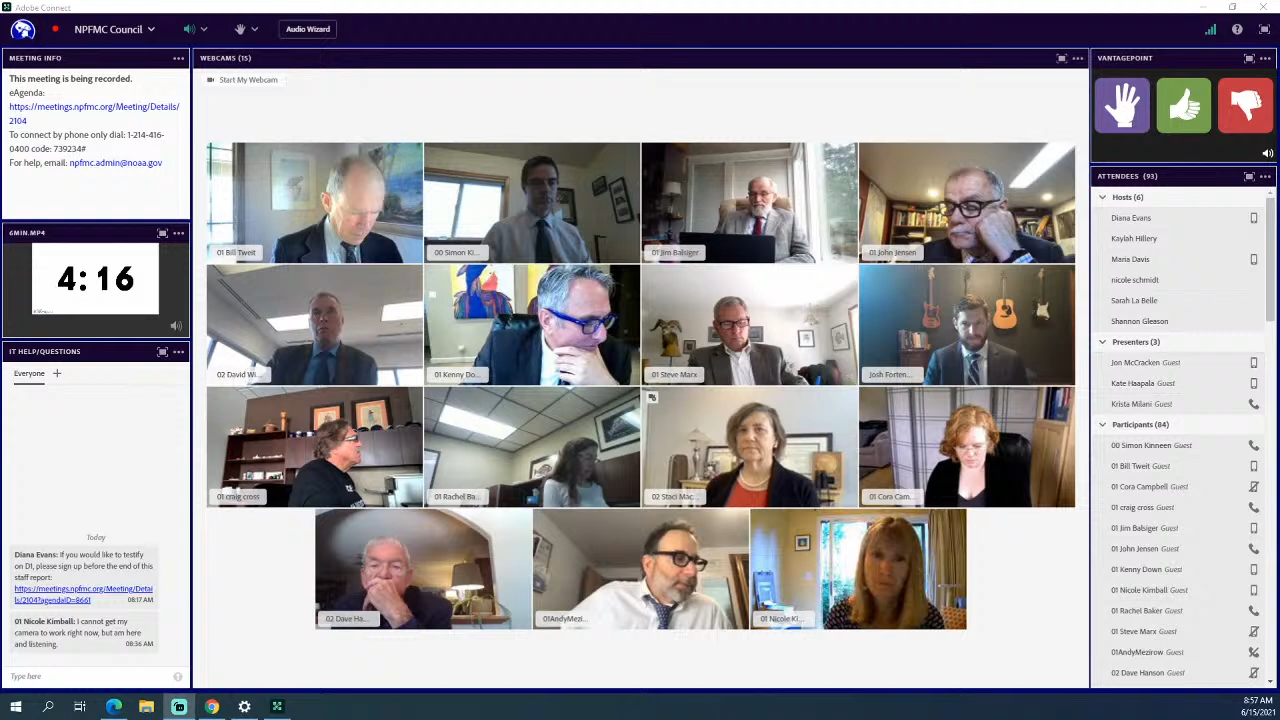 Adobe Connect
NPFMC Council
Audio Wizard
MEETING INFO
This meeting is being recorded.
eAgenda:
https://meetings.npfmc.org/Meeting/Details/
2104
To connect by phone only dial: 1-214-416-
0400 code: 739234#
For help, email: npfmc.admin@noaa.gov
6MIN.MP4
4:16
IT HELP/QUESTIONS
Everyone
Today
Diana Evans: If you would like to testify
on D1, please sign up before the end of this
staff report:
https://meetings.npfmc.org/Meeting/Detai
ls/2104?agendaID=8661
08:17 AM
01 Nicole Kimball: I cannot get my
camera to work right now, but am here
and listening.
08:36 AM
Type here
WEBCAMS (15)
Start My Webcam
01 Bill Tweit
00 Simon Ki...
01 Jim Balsiger
01 John Jensen
02 David Wi...
01 Kenny Do...
01 Steve Marx
Josh Forten...
01 craig cross
01 Rachel Ba...
02 Staci Mac...
01 Cora Cam...
02 Dave Ha...
01AndyMezi...
01 Nicole Ki...
VANTAGEPOINT
ATTENDEES (93)
Hosts (6)
Diana Evans
Kaylah Hillery
Maria Davis
nicole schmidt
Sarah La Belle
Shannon Gleason
Presenters (3)
Jon McCracken Guest
Kate Haapala Guest
Krista Milani Guest
Participants (84)
00 Simon Kinneen Guest
01 Bill Tweit Guest
01 Cora Campbell Guest
01 craig cross Guest
01 Jim Balsiger Guest
01 John Jensen Guest
01 Kenny Down Guest
01 Nicole Kimball Guest
01 Rachel Baker Guest
01 Steve Marx Guest
01AndyMezirow Guest
02 Dave Hanson Guest
8:57 AM
6/15/2021